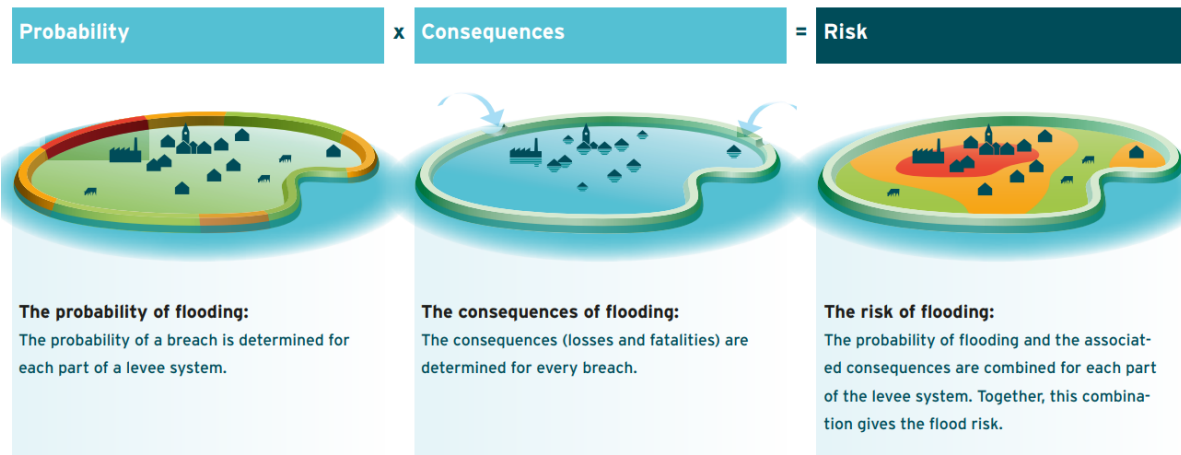 Probability
x
Consequences
=
Risk
The probability of flooding:
The probability of a breach is determined for
each part of a levee system.
The consequences of flooding:
The consequences (losses and fatalities) are
determined for every breach.
The risk of flooding:
The probability of flooding and the associat-
ed consequences are combined for each part
of the levee system. Together, this combina-
tion gives the flood risk.